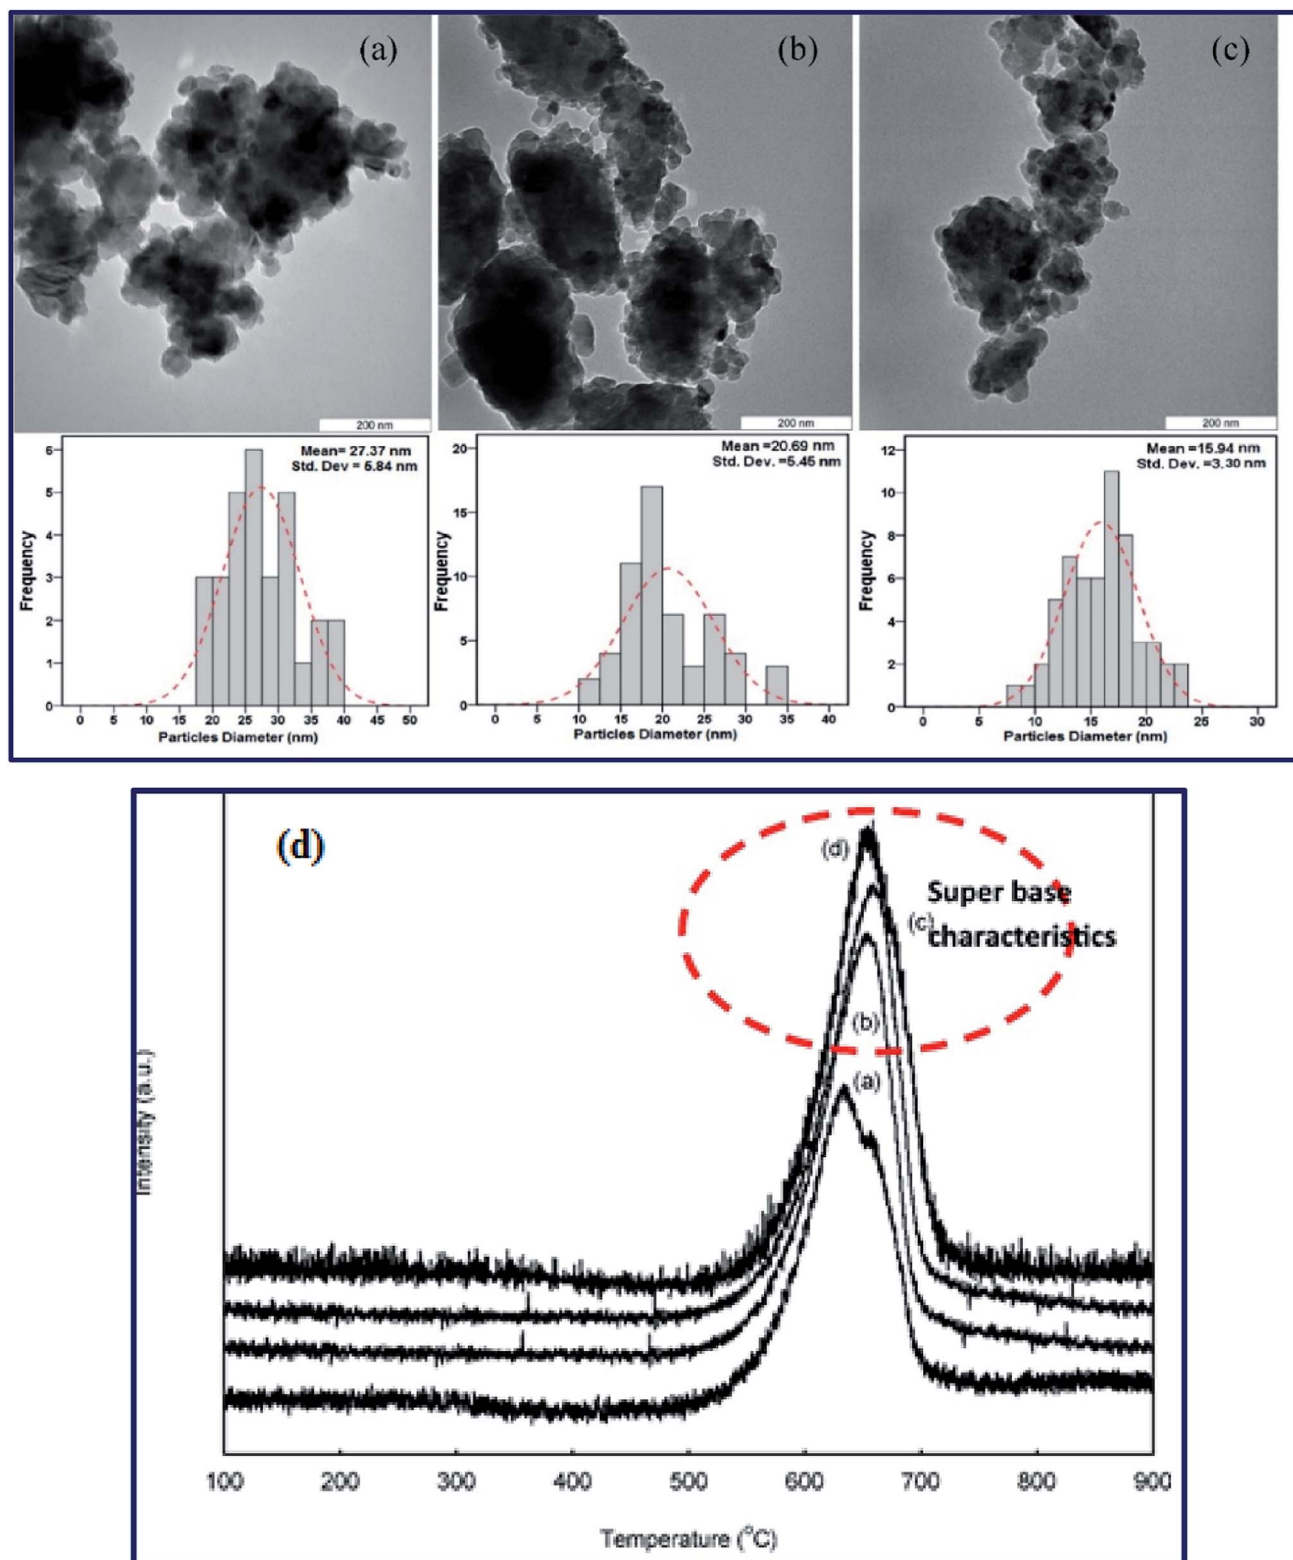 (a)
(b)
(c)
200 nm
200 nm
200 nm
Mean= 27.37 nm
Std. Dev = 5.84 nm
6
5
4
3
2
1
0
Frequency
0 5 10 15 20 25 30 35 40 45 50
Particles Diameter (nm)
Mean =20.69 nm
Std. Dev. =5.45 nm
20
15
10
5
0
Frequency
0 5 10 15 20 25 30 35 40
Particles Diameter (nm)
Mean =15.94 nm
Std. Dev. =3.30 nm
12
10
8
6
4
2
0
Frequency
0 5 10 15 20 25 30
Particles Diameter (nm)
(d)
(d)
Super base
(c)
characteristics
(b)
(a)
Intensity (a.u.)
100 200 300 400 500 600 700 800 900
Temperature (°C)